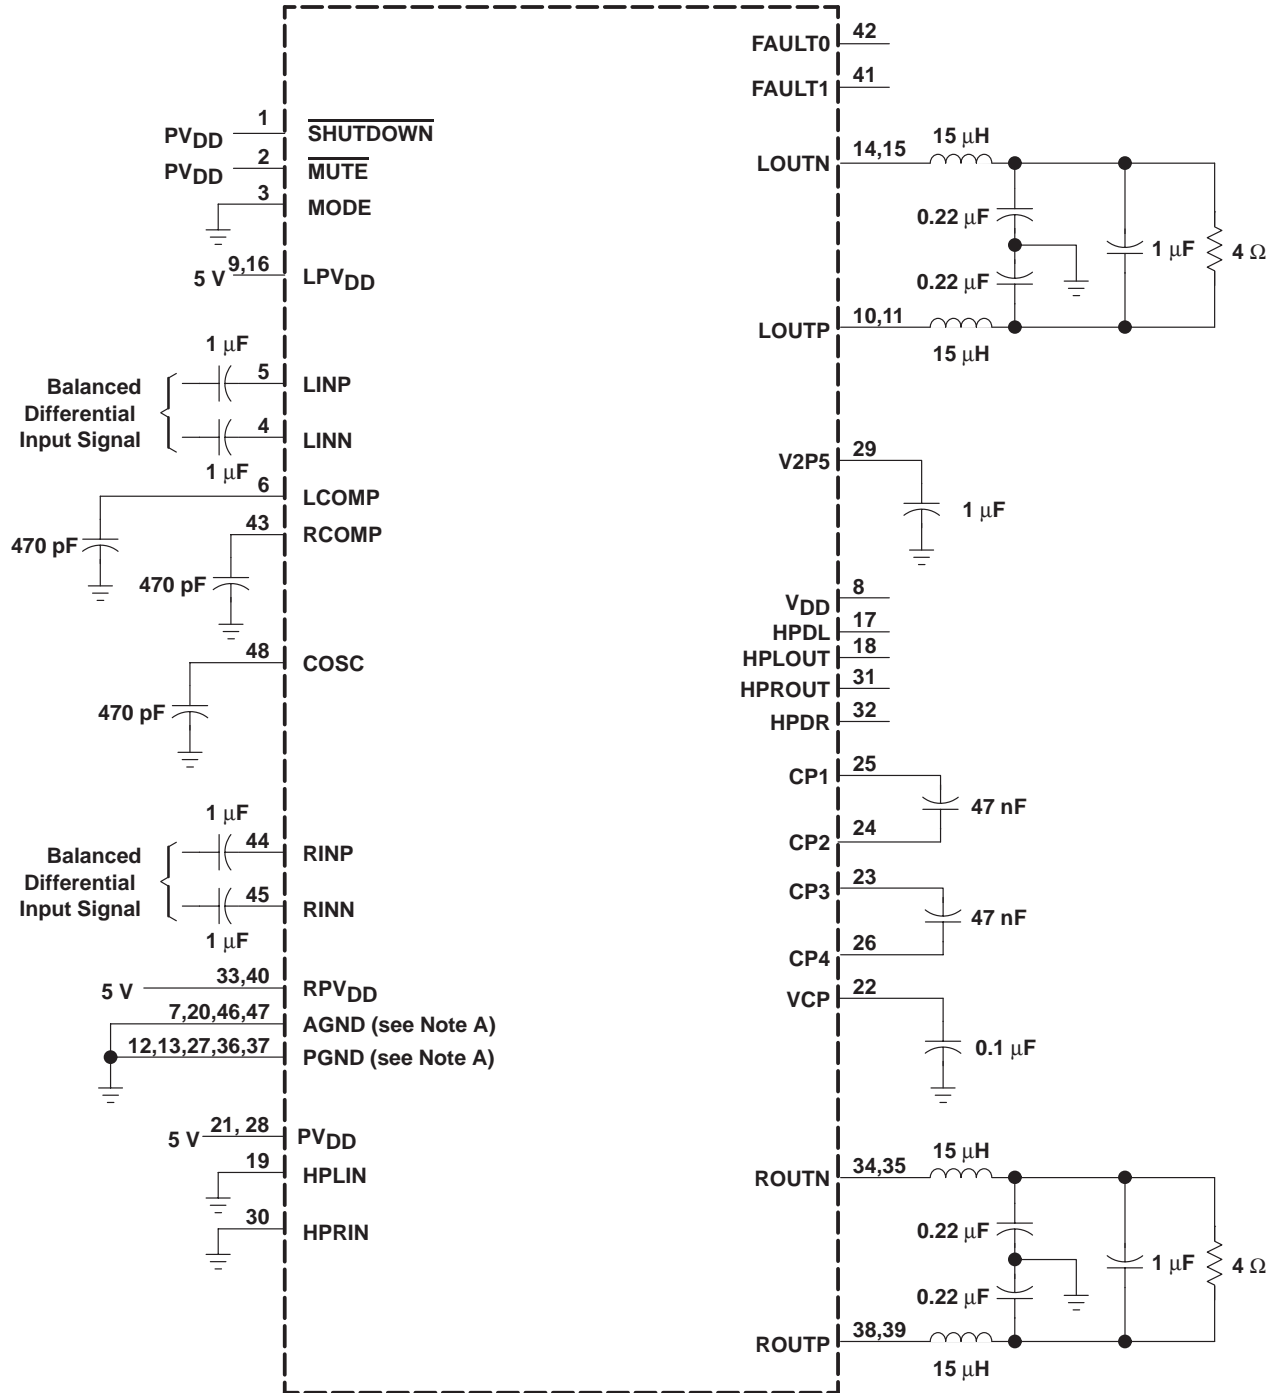 FAULT0 42
FAULT1 41
PVDD 1 SHUTDOWN
PVDD 2 MUTE
3 MODE
5 V 9,16 LPVDD
1 μF
Balanced
Differential
Input Signal
5 LINP
4 LINN
1 μF
6 LCOMP
470 pF
43 RCOMP
470 pF
48 COSC
470 pF
1 μF
Balanced
Differential
Input Signal
44 RINP
45 RINN
1 μF
5 V 33,40 RPVDD
7,20,46,47 AGND (see Note A)
12,13,27,36,37 PGND (see Note A)
5 V 21, 28 PVDD
19 HPLIN
30 HPRIN
LOUTN 14,15 15 μH
0.22 μF
1 μF 4 Ω
0.22 μF
LOUTP 10,11 15 μH
V2P5 29
1 μF
VDD 8
HPDL 17
HPLOUT 18
HPROUT 31
HPDR 32
CP1 25
47 nF
CP2 24
CP3 23
47 nF
CP4 26
VCP 22
0.1 μF
ROUTN 34,35 15 μH
0.22 μF
1 μF 4 Ω
0.22 μF
ROUTP 38,39 15 μH